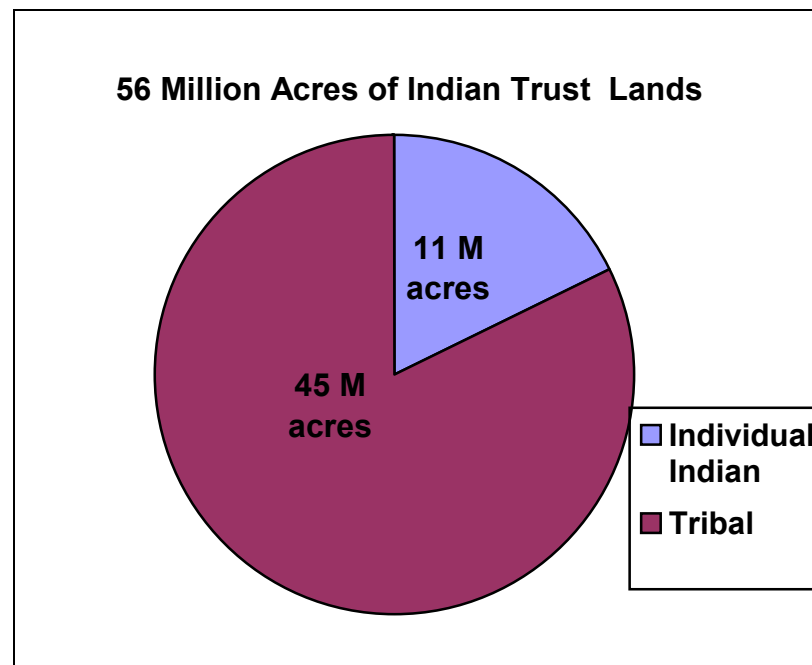 56 Million Acres of Indian Trust Lands
11 M
acres
45 M
acres
Individual
Indian
Tribal